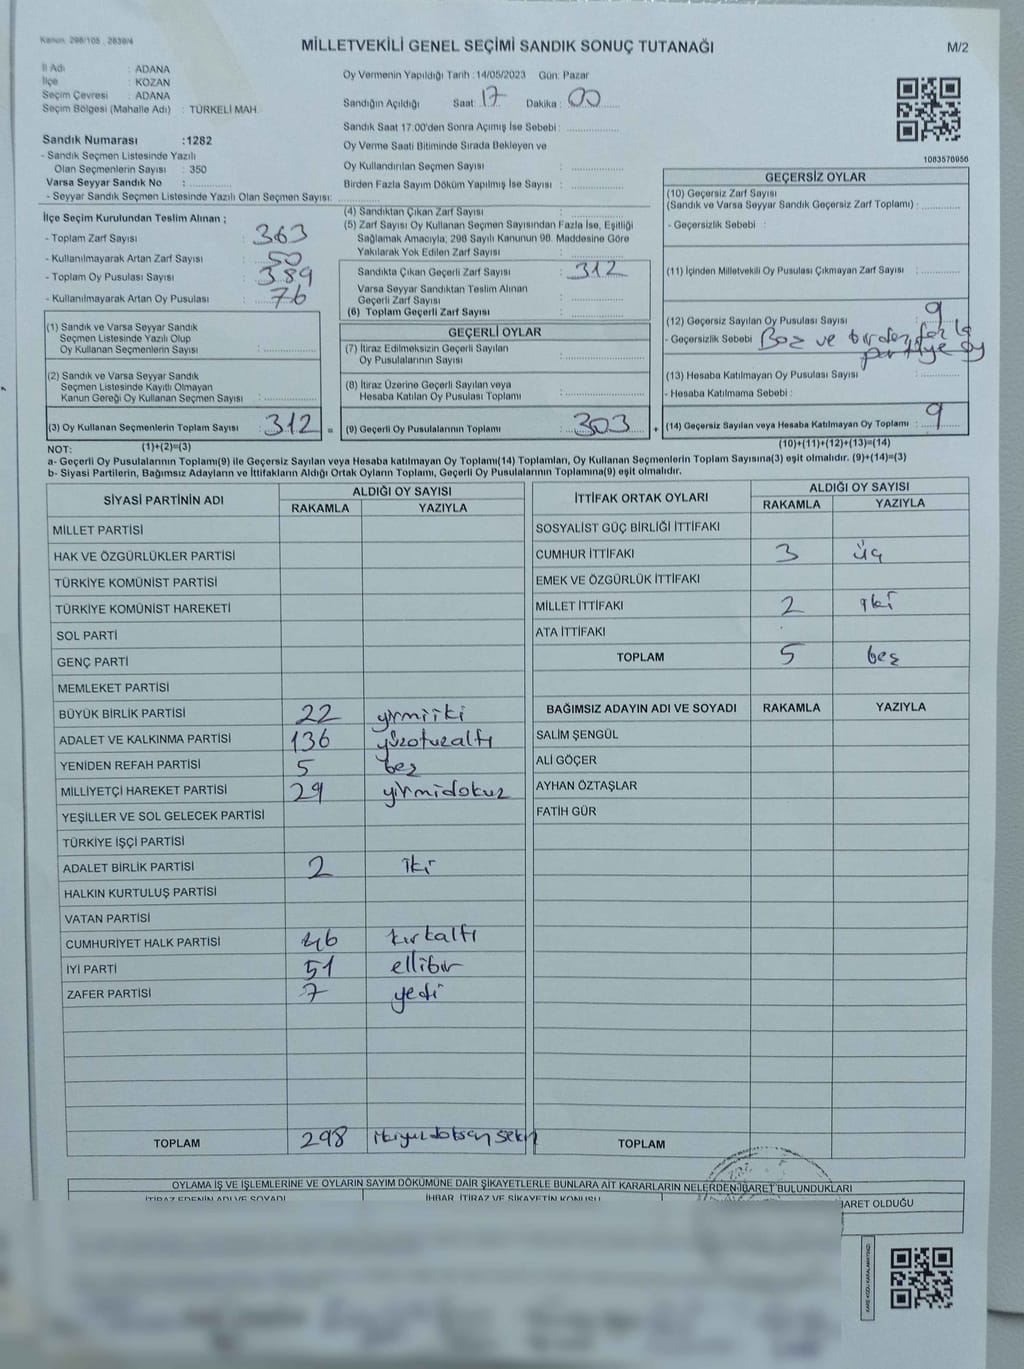 Kanun. 298/105 . 2839/4
MİLLETVEKİLİ GENEL SEÇİMİ SANDIK SONUÇ TUTANAĞI
M/2
İl Adı : ADANA
İlçe : KOZAN
Seçim Çevresi : ADANA
Seçim Bölgesi (Mahalle Adı) : TÜRKELİ MAH.
Sandık Numarası :1282
- Sandık Seçmen Listesinde Yazılı
Olan Seçmenlerin Sayısı : 350
Varsa Seyyar Sandık No :
- Seyyar Sandık Seçmen Listesinde Yazılı Olan Seçmen Sayısı:
Oy Vermenin Yapıldığı Tarih : 14/05/2023 Gün: Pazar
Sandığın Açıldığı Saat : 17 Dakika : 00
Sandık Saat 17:00'den Sonra Açımış İse Sebebi :
Oy Verme Saati Bitiminde Sırada Bekleyen ve
Oy Kullandırılan Seçmen Sayısı :
Birden Fazla Sayım Döküm Yapılmış İse Sayısı :
1083570956
İlçe Seçim Kurulundan Teslim Alınan ;
- Toplam Zarf Sayısı : 363
- Kullanılmayarak Artan Zarf Sayısı : 50
- Toplam Oy Pusulası Sayısı : 389
- Kullanılmayarak Artan Oy Pusulası : 76
(1) Sandık ve Varsa Seyyar Sandık
Seçmen Listesinde Yazılı Olup
Oy Kullanan Seçmenlerin Sayısı :
(2) Sandık ve Varsa Seyyar Sandık
Seçmen Listesinde Kayıtlı Olmayan
Kanun Gereği Oy Kullanan Seçmen Sayısı :
(3) Oy Kullanan Seçmenlerin Toplam Sayısı : 312 =
(4) Sandıktan Çıkan Zarf Sayısı :
(5) Zarf Sayısı Oy Kullanan Seçmen Sayısından Fazla İse, Eşitliği
Sağlamak Amacıyla; 298 Sayılı Kanunun 98. Maddesine Göre
Yakılarak Yok Edilen Zarf Sayısı :
Sandıkta Çıkan Geçerli Zarf Sayısı : 312
Varsa Seyyar Sandıktan Teslim Alınan
Geçerli Zarf Sayısı :
(6) Toplam Geçerli Zarf Sayısı :
GEÇERLİ OYLAR
(7) İtiraz Edilmeksizin Geçerli Sayılan
Oy Pusulalarının Sayısı :
(8) İtiraz Üzerine Geçerli Sayılan veya
Hesaba Katılan Oy Pusulası Toplamı :
(9) Geçerli Oy Pusulalarının Toplamı : 303 +
GEÇERSİZ OYLAR
(10) Geçersiz Zarf Sayısı
(Sandık ve Varsa Seyyar Sandık Geçersiz Zarf Toplamı) :
- Geçersizlik Sebebi :
(11) İçinden Milletvekili Oy Pusulası Çıkmayan Zarf Sayısı :
(12) Geçersiz Sayılan Oy Pusulası Sayısı : 9
- Geçersizlik Sebebi : Boz ve birden fazla
partiye oy
(13) Hesaba Katılmayan Oy Pusulası Sayısı :
- Hesaba Katılmama Sebebi :
(14) Geçersiz Sayılan veya Hesaba Katılmayan Oy Toplamı : 9
NOT: (1)+(2)=(3)
(10)+(11)+(12)+(13)=(14)
a- Geçerli Oy Pusulalarının Toplamı(9) ile Geçersiz Sayılan veya Hesaba katılmayan Oy Toplamı(14) Toplamları, Oy Kullanan Seçmenlerin Toplam Sayısına(3) eşit olmalıdır. (9)+(14)=(3)
b- Siyasi Partilerin, Bağımsız Adayların ve İttifakların Aldığı Ortak Oyların Toplamı, Geçerli Oy Pusulalarının Toplamına(9) eşit olmalıdır.
SİYASİ PARTİNİN ADI ALDIĞI OY SAYISI
RAKAMLA YAZIYLA
MİLLET PARTİSİ
HAK VE ÖZGÜRLÜKLER PARTİSİ
TÜRKİYE KOMÜNİST PARTİSİ
TÜRKİYE KOMÜNİST HAREKETİ
SOL PARTİ
GENÇ PARTİ
MEMLEKET PARTİSİ
BÜYÜK BİRLİK PARTİSİ 22 yirmiiki
ADALET VE KALKINMA PARTİSİ 136 yüzotuzaltı
YENİDEN REFAH PARTİSİ 5 beş
MİLLİYETÇİ HAREKET PARTİSİ 29 yirmidokuz
YEŞİLLER VE SOL GELECEK PARTİSİ
TÜRKİYE İŞÇİ PARTİSİ
ADALET BİRLİK PARTİSİ 2 iki
HALKIN KURTULUŞ PARTİSİ
VATAN PARTİSİ
CUMHURİYET HALK PARTİSİ 46 kırkaltı
İYİ PARTİ 51 ellibir
ZAFER PARTİSİ 7 yedi
TOPLAM 298 ikiyüzdoksansekiz
İTTİFAK ORTAK OYLARI ALDIĞI OY SAYISI
RAKAMLA YAZIYLA
SOSYALİST GÜÇ BİRLİĞİ İTTİFAKI
CUMHUR İTTİFAKI 3 üç
EMEK VE ÖZGÜRLÜK İTTİFAKI
MİLLET İTTİFAKI 2 iki
ATA İTTİFAKI
TOPLAM 5 beş
BAĞIMSIZ ADAYIN ADI VE SOYADI RAKAMLA YAZIYLA
SALİM ŞENGÜL
ALİ GÖÇER
AYHAN ÖZTAŞLAR
FATİH GÜR
TOPLAM
OYLAMA İŞ VE İŞLEMLERİNE VE OYLARIN SAYIM DÖKÜMÜNE DAİR ŞİKAYETLERLE BUNLARA AİT KARARLARIN NELERDEN İBARET BULUNDUKLARI
İTİRAZ EDENİN ADI VE SOYADI İHBAR, İTİRAZ VE ŞİKAYETİN KONUSU İBARET OLDUĞU
KARE KODU KARALAMAYINIZ!